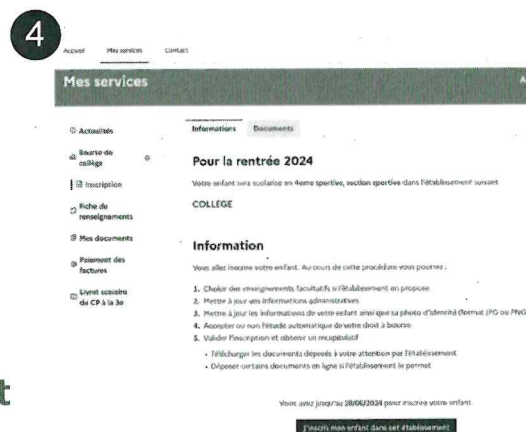 4
Accueil Mes services Contact
Mes services
A
Actualités
Bourse de
collège
Inscription
Fiche de
renseignements
Mes documents
Paiement des
factures
Livret scolaire
du CP à la 3e
Informations Documents
Pour la rentrée 2024
Votre enfant sera scolarisé en 4eme sportive, section sportive dans l'établissement suivant
COLLEGE
Information
Vous allez inscrire votre enfant. Au cours de cette procédure vous pourrez :
1. Choisir des enseignements facultatifs si l'établissement en propose
2. Mettre à jour vos informations administratives
3. Mettre à jour les informations de votre enfant ainsi que sa photo d'identité (format JPG ou PNG
4. Accepter ou non l'étude automatique de votre droit à bourse
5. Valider l'inscription et obtenir un récapitulatif
• Télécharger les documents déposés à votre attention par l'établissement
• Déposer certains documents en ligne si l'établissement le permet
t
Vous avez jusqu'au 28/06/2024 pour inscrire votre enfant.
J'inscris mon enfant dans cet établissement